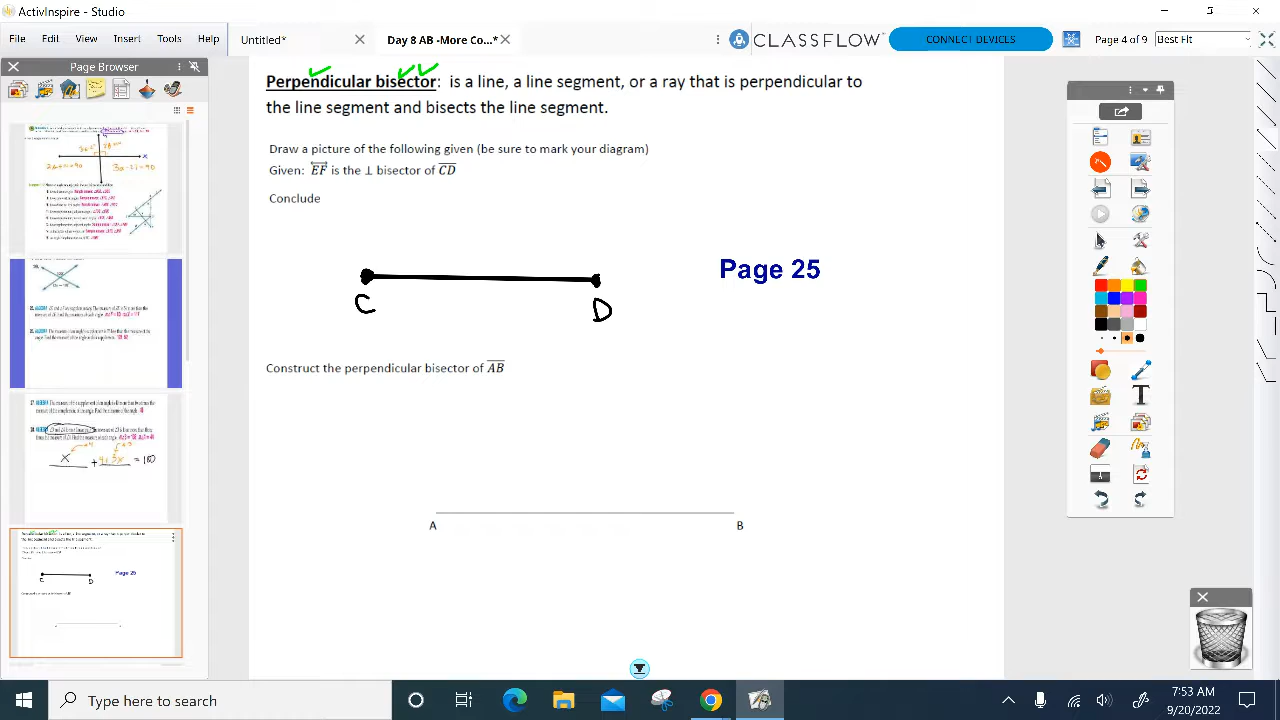 ActivInspire - Studio
File Edit View Insert Tools Help
Untitled*
Day 8 AB -More Co...*
CLASSFLOW
CONNECT DEVICES
Page 4 of 9
Best Fit
Page Browser
Perpendicular bisector: is a line, a line segment, or a ray that is perpendicular to
the line segment and bisects the line segment.
Draw a picture of the following given (be sure to mark your diagram)
Given: EF is the ⊥ bisector of CD
Conclude
Page 25
C
D
Construct the perpendicular bisector of AB
A
B
Type here to search
7:53 AM
9/20/2022